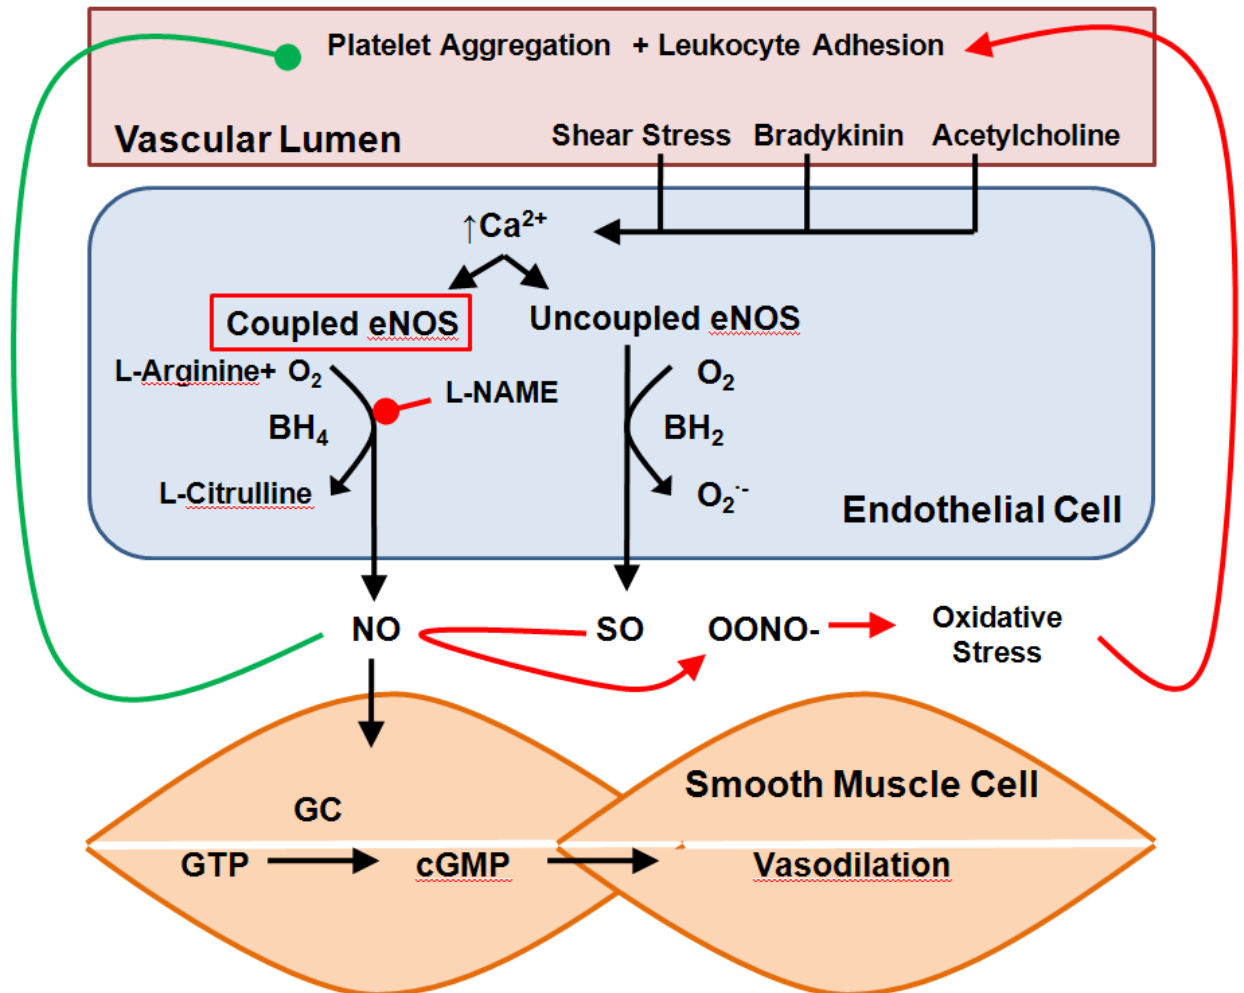 Platelet Aggregation + Leukocyte Adhesion
Vascular Lumen
Shear Stress Bradykinin Acetylcholine
↑Ca²⁺
Coupled eNOS
Uncoupled eNOS
L-Arginine+ O₂
L-NAME
O₂
BH₄
BH₂
L-Citrulline
O₂·-
Endothelial Cell
NO
SO
OONO-
Oxidative
Stress
Smooth Muscle Cell
GC
GTP
cGMP
Vasodilation